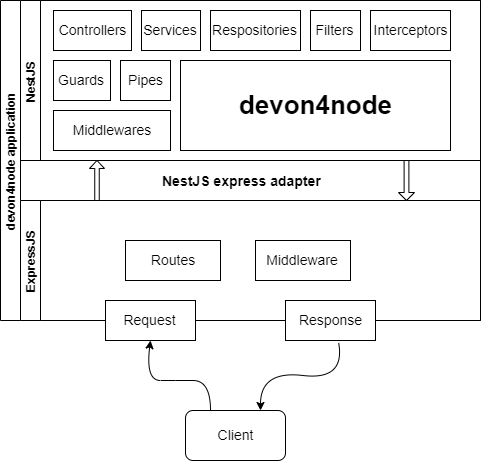 devon4node application
NestJS
Controllers
Services
Respositories
Filters
Interceptors
Guards
Pipes
devon4node
Middlewares
NestJS express adapter
ExpressJS
Routes
Middleware
Request
Response
Client